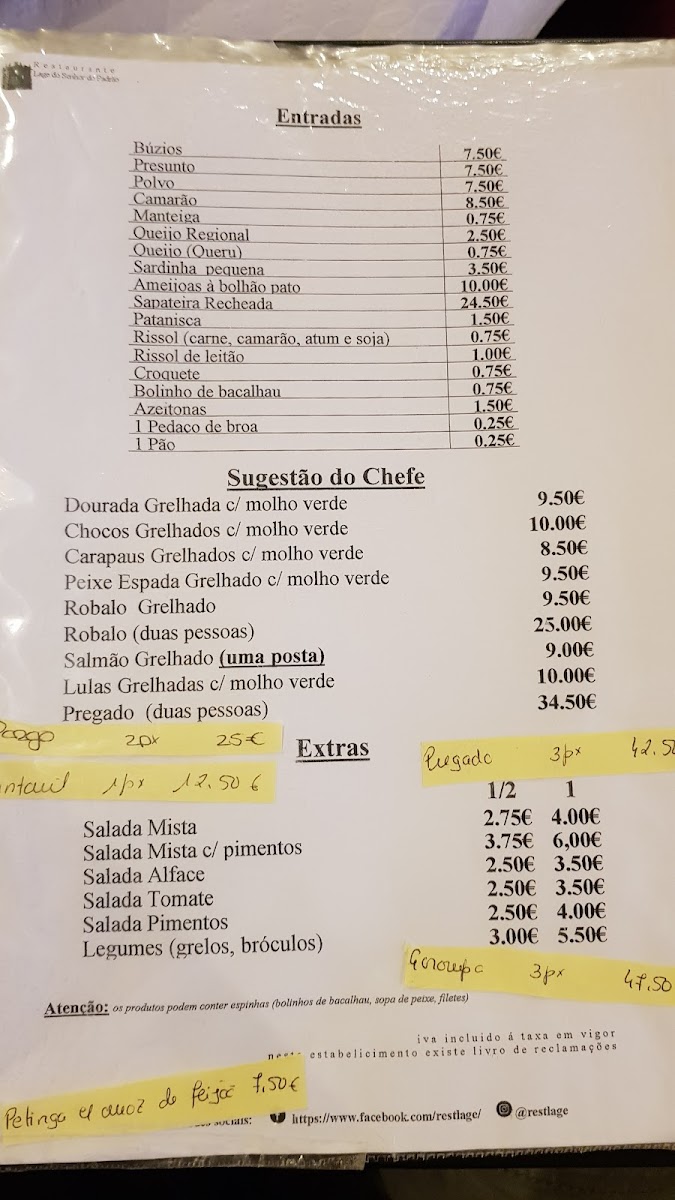 Restaurante
Lage do Senhor do Padrão
Entradas
Búzios 7.50€
Presunto 7.50€
Polvo 7.50€
Camarão 8.50€
Manteiga 0.75€
Queijo Regional 2.50€
Queijo (Queru) 0.75€
Sardinha pequena 3.50€
Ameijoas à bolhão pato 10.00€
Sapateira Recheada 24.50€
Patanisca 1.50€
Rissol (carne, camarão, atum e soja) 0.75€
Rissol de leitão 1.00€
Croquete 0.75€
Bolinho de bacalhau 0.75€
Azeitonas 1.50€
1 Pedaço de broa 0.25€
1 Pão 0.25€
Sugestão do Chefe
Dourada Grelhada c/ molho verde 9.50€
Chocos Grelhados c/ molho verde 10.00€
Carapaus Grelhados c/ molho verde 8.50€
Peixe Espada Grelhado c/ molho verde 9.50€
Robalo Grelhado 9.50€
Robalo (duas pessoas) 25.00€
Salmão Grelhado (uma posta) 9.00€
Lulas Grelhadas c/ molho verde 10.00€
Pregado (duas pessoas) 34.50€
2px 25€
Extras
Pregado 3px 42.50
1px 12.50€
1/2 1
Salada Mista 2.75€ 4.00€
Salada Mista c/ pimentos 3.75€ 6,00€
Salada Alface 2.50€ 3.50€
Salada Tomate 2.50€ 3.50€
Salada Pimentos 2.50€ 4.00€
Legumes (grelos, bróculos) 3.00€ 5.50€
3px 47.50
Atenção: os produtos podem conter espinhas (bolinhos de bacalhau, sopa de peixe, filetes)
iva incluido á taxa em vigor
estabelicimento existe livro de reclamações
Petinga c/ arroz de feijão 7,50€
sociais: https://www.facebook.com/restlage/ @restlage